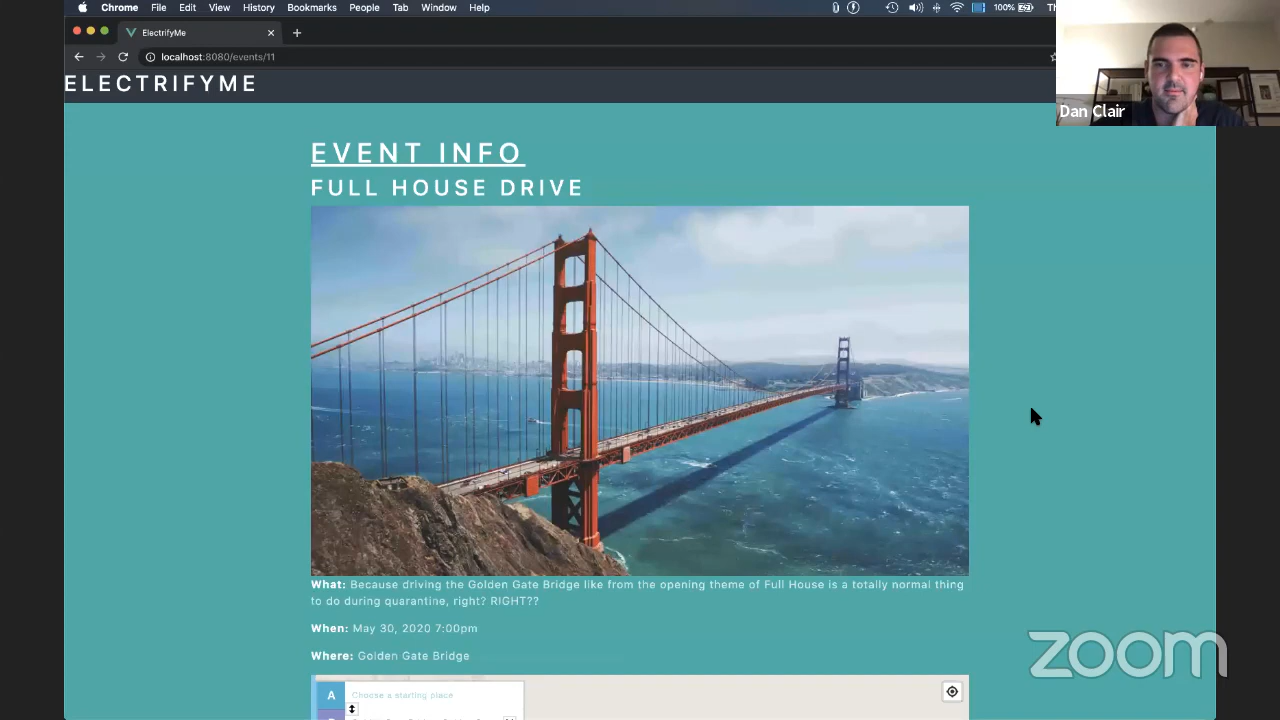 Chrome File Edit View History Bookmarks People Tab Window Help 100%
ElectrifyMe
localhost:8080/events/11
ELECTRIFYME
Dan Clair
EVENT INFO
FULL HOUSE DRIVE
What: Because driving the Golden Gate Bridge like from the opening theme of Full House is a totally normal thing
to do during quarantine, right? RIGHT??
When: May 30, 2020 7:00pm
Where: Golden Gate Bridge
A Choose a starting place
zoom